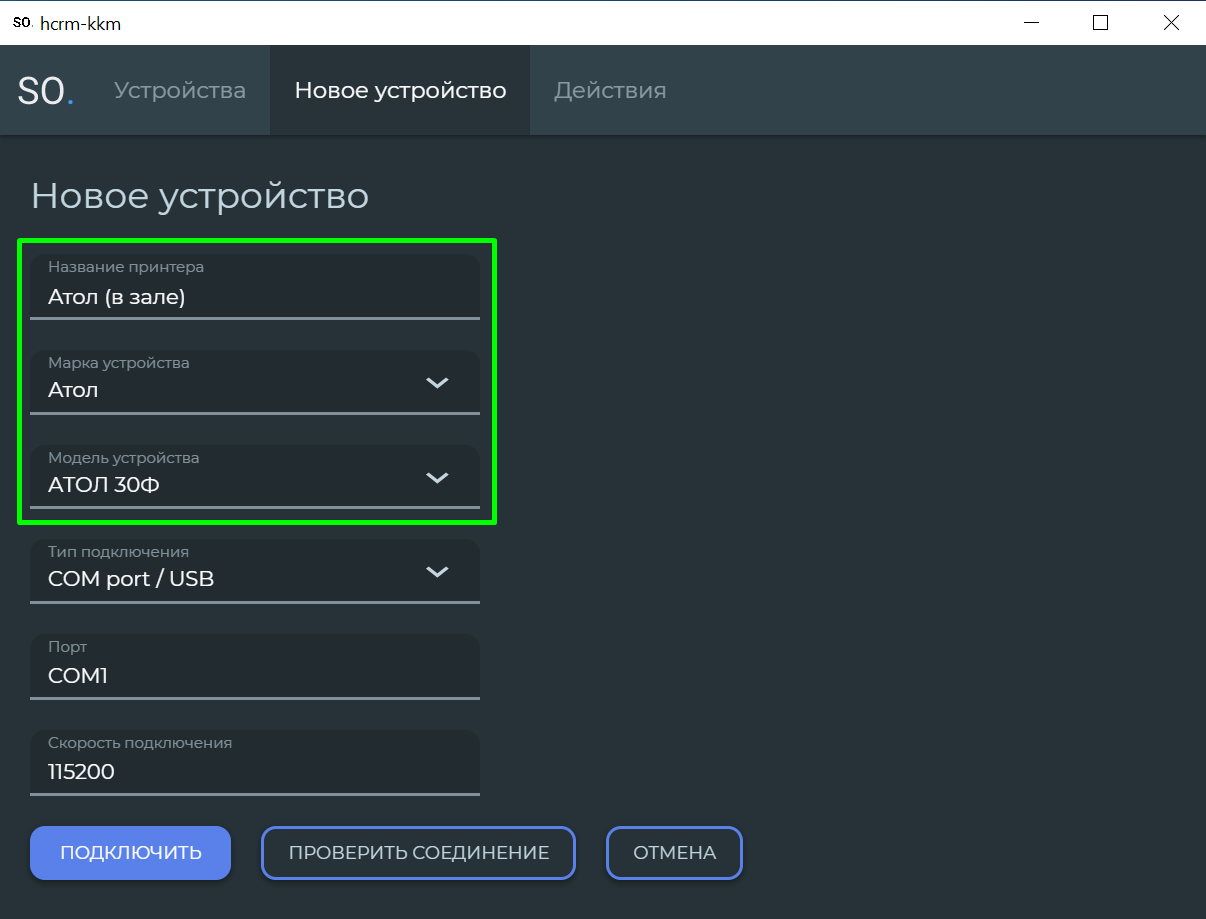 SO. hcrm-kkm
SO. Устройства Новое устройство Действия
Новое устройство
Название принтера
Атол (в зале)
Марка устройства
Атол
Модель устройства
АТОЛ 30Ф
Тип подключения
COM port / USB
Порт
COM1
Скорость подключения
115200
ПОДКЛЮЧИТЬ ПРОВЕРИТЬ СОЕДИНЕНИЕ ОТМЕНА